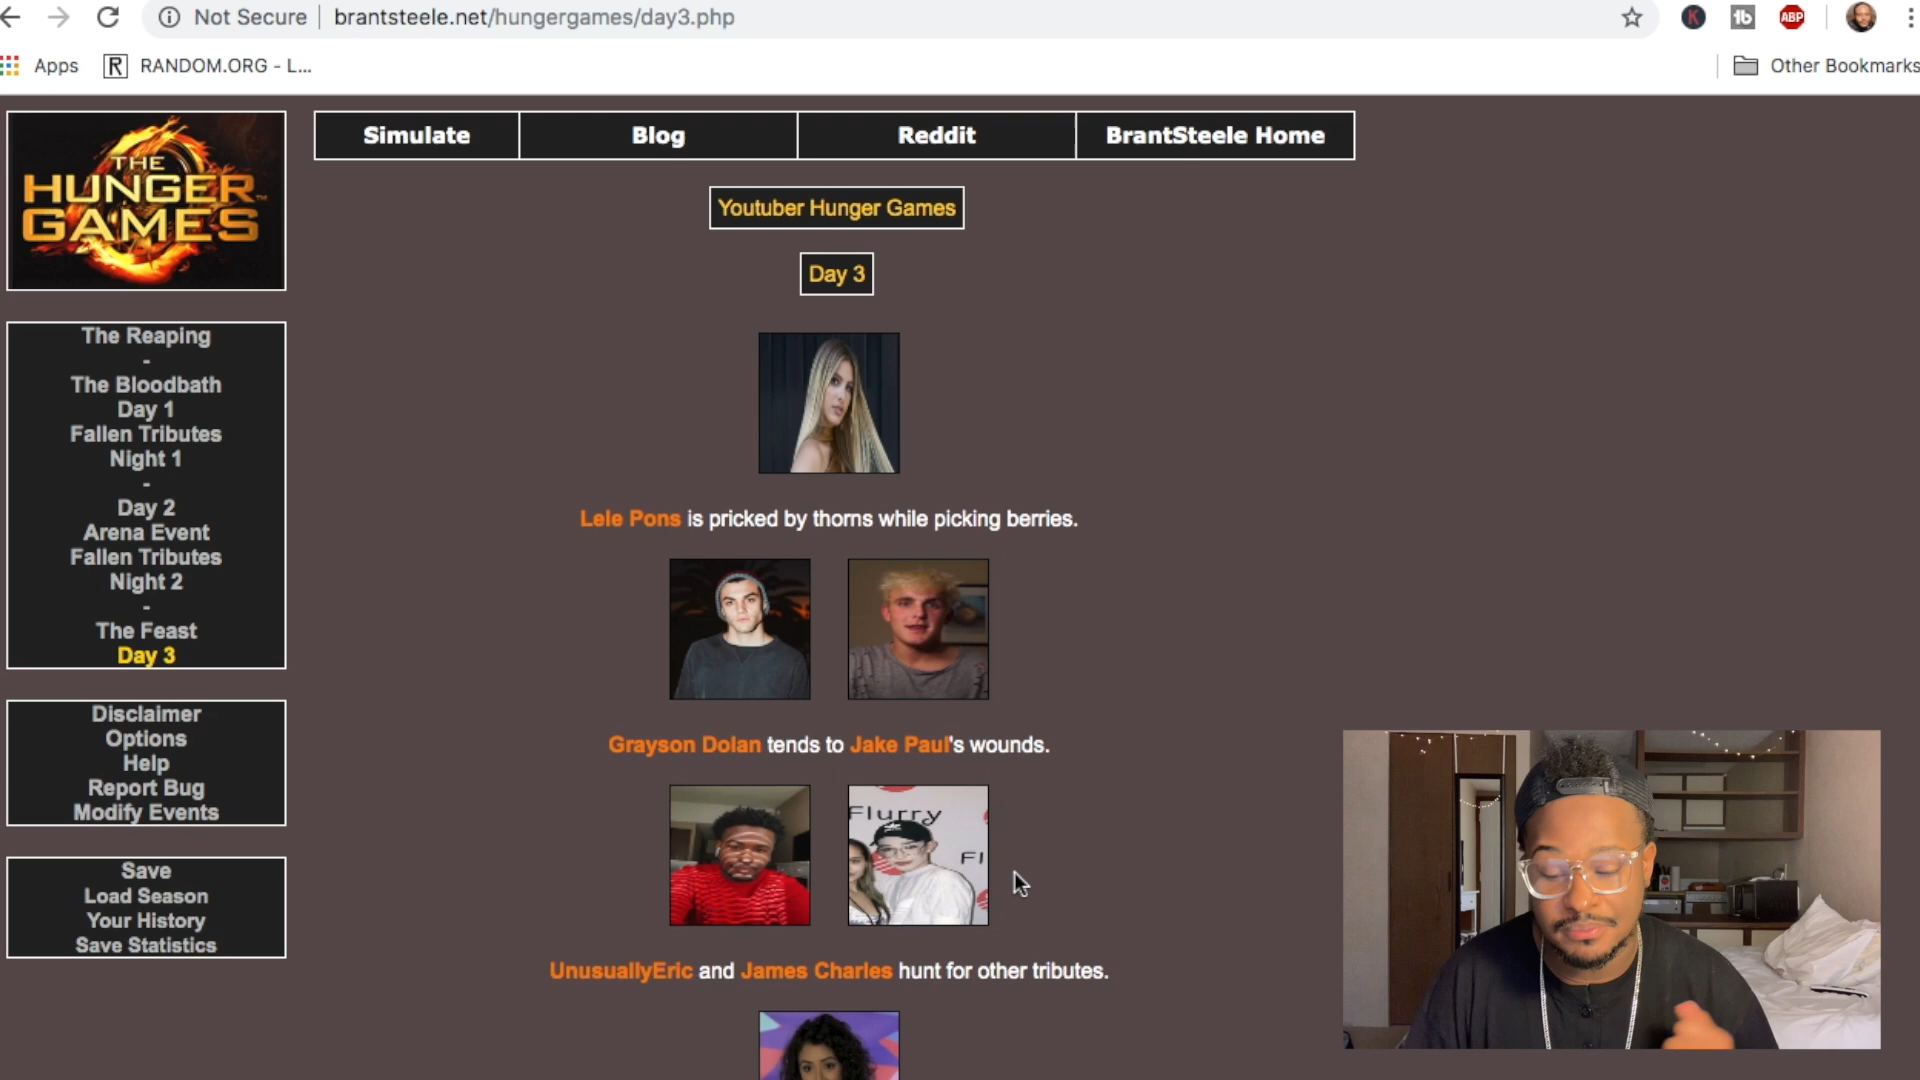 Not Secure
brantsteele.net/hungergames/day3.php
ABP
Apps
R
RANDOM.ORG - L...
Other Bookmarks
THE
HUNGER
GAMES
Simulate
Blog
Reddit
BrantSteele Home
Youtuber Hunger Games
Day 3
The Reaping
-
The Bloodbath
Day 1
Fallen Tributes
Night 1
-
Day 2
Arena Event
Fallen Tributes
Night 2
-
The Feast
Day 3
Disclaimer
Options
Help
Report Bug
Modify Events
Save
Load Season
Your History
Save Statistics
Lele Pons is pricked by thorns while picking berries.
Grayson Dolan tends to Jake Paul's wounds.
Flurry
Fl
UnusuallyEric and James Charles hunt for other tributes.